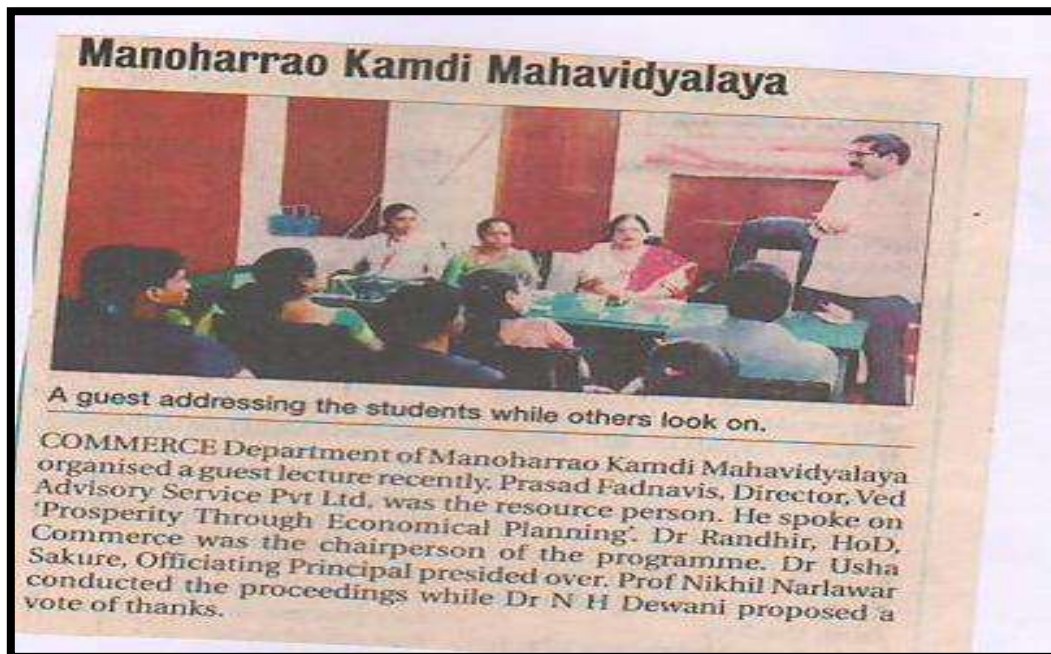 Manoharrao Kamdi Mahavidyalaya
A guest addressing the students while others look on.
COMMERCE Department of Manoharrao Kamdi Mahavidyalaya
organised a guest lecture recently. Prasad Fadnavis, Director, Ved
Advisory Service Pvt Ltd, was the resource person. He spoke on
‘Prosperity Through Economical Planning’. Dr Randhir, HoD,
Commerce was the chairperson of the programme. Dr Usha
Sakure, Officiating Principal presided over. Prof Nikhil Narlawar
conducted the proceedings while Dr N H Dewani proposed a
vote of thanks.